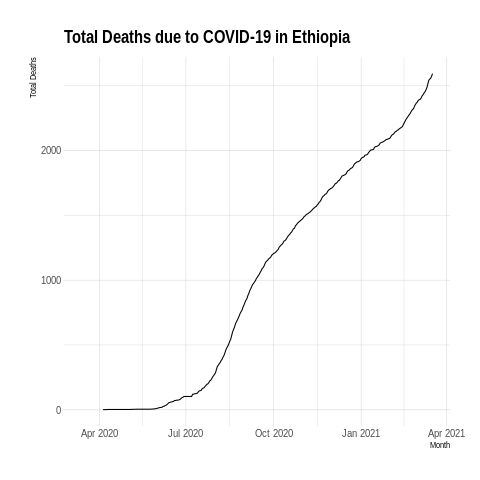 Total Deaths due to COVID-19 in Ethiopia
Total Deaths
2000
1000
0
Apr 2020 Jul 2020 Oct 2020 Jan 2021 Apr 2021
Month